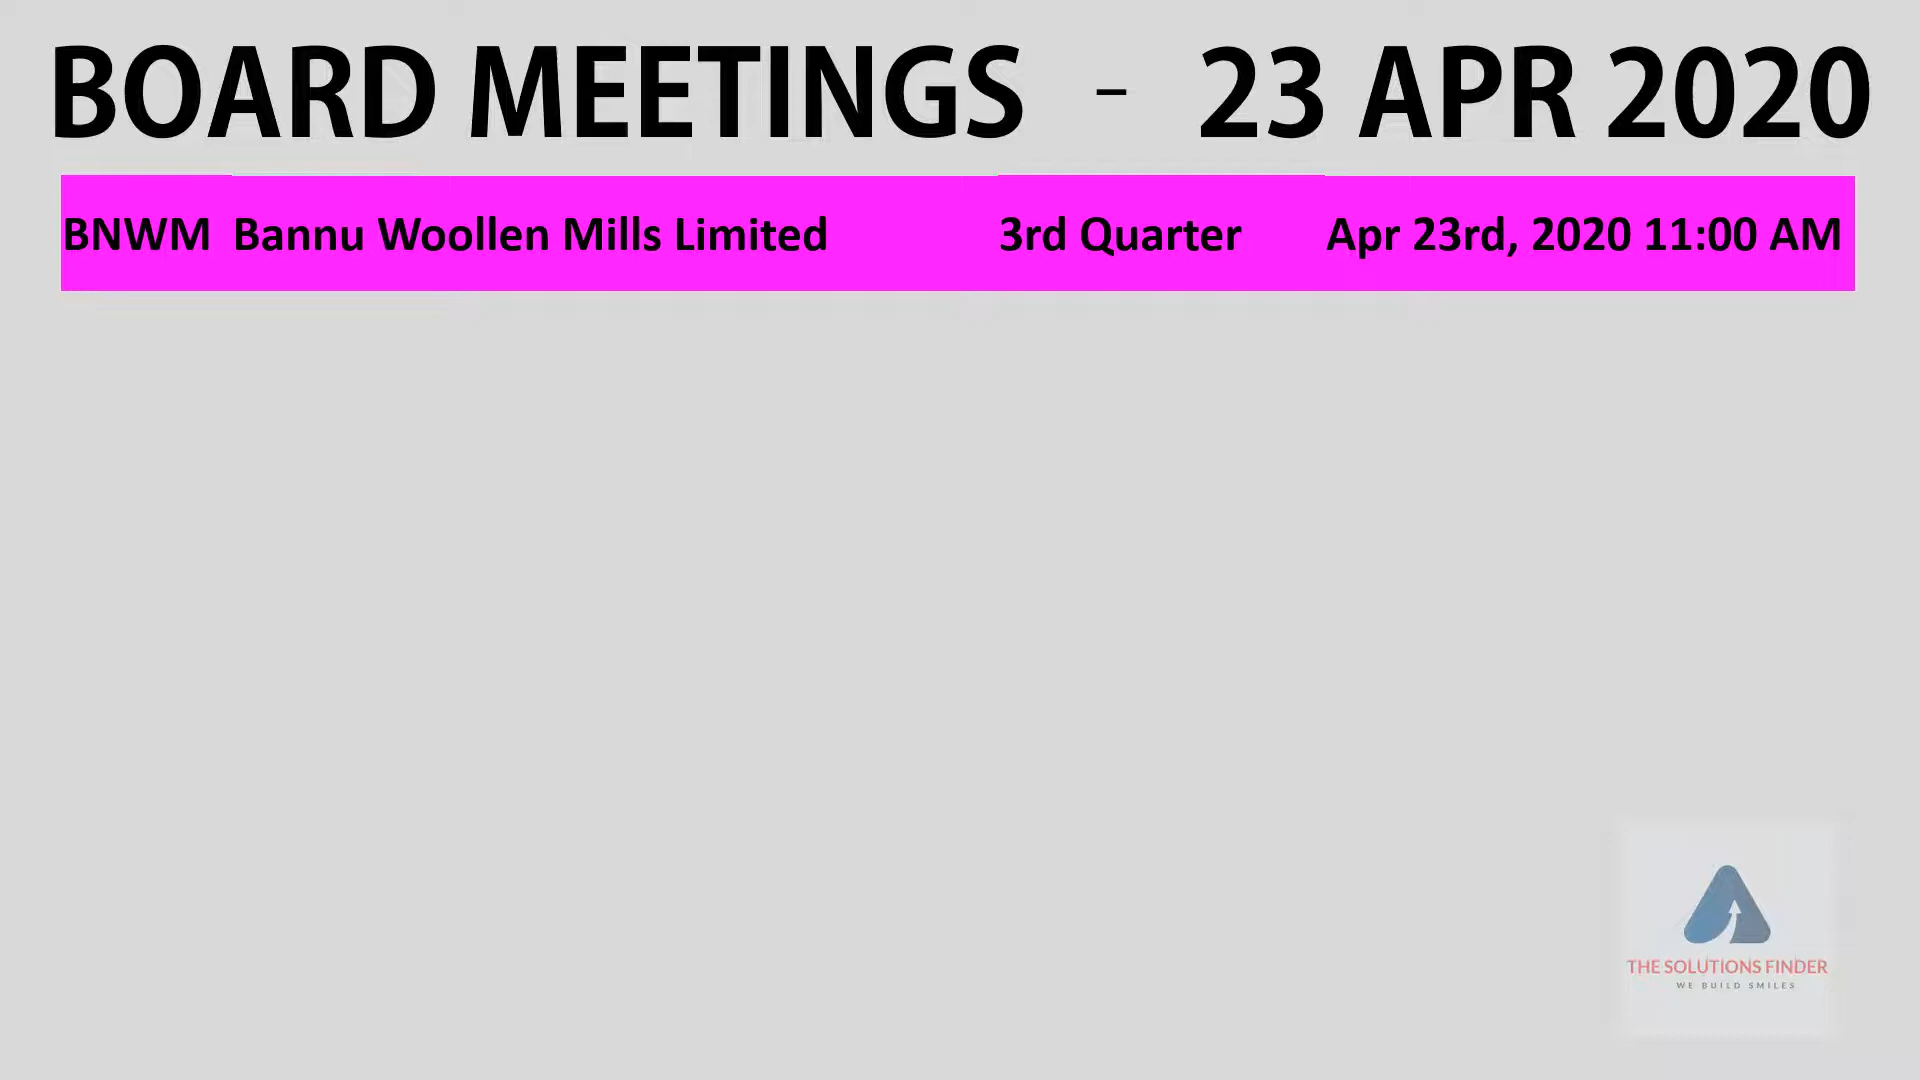 BOARD MEETINGS – 23 APR 2020
BNWM Bannu Woollen Mills Limited 3rd Quarter Apr 23rd, 2020 11:00 AM
THE SOLUTIONS FINDER
WE BUILD SMILES